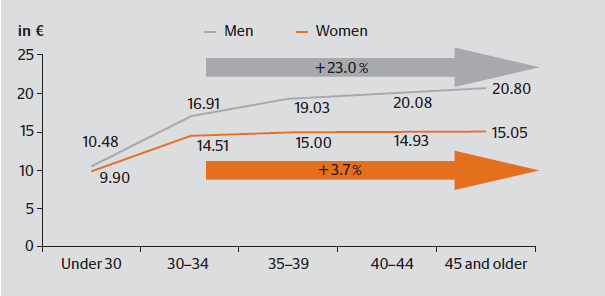 in € Men Women
25
+23.0 %
20
16.91 19.03 20.08 20.80
15
10.48 14.51 15.00 14.93 15.05
10
9.90 +3.7 %
5
0
Under 30 30–34 35–39 40–44 45 and older